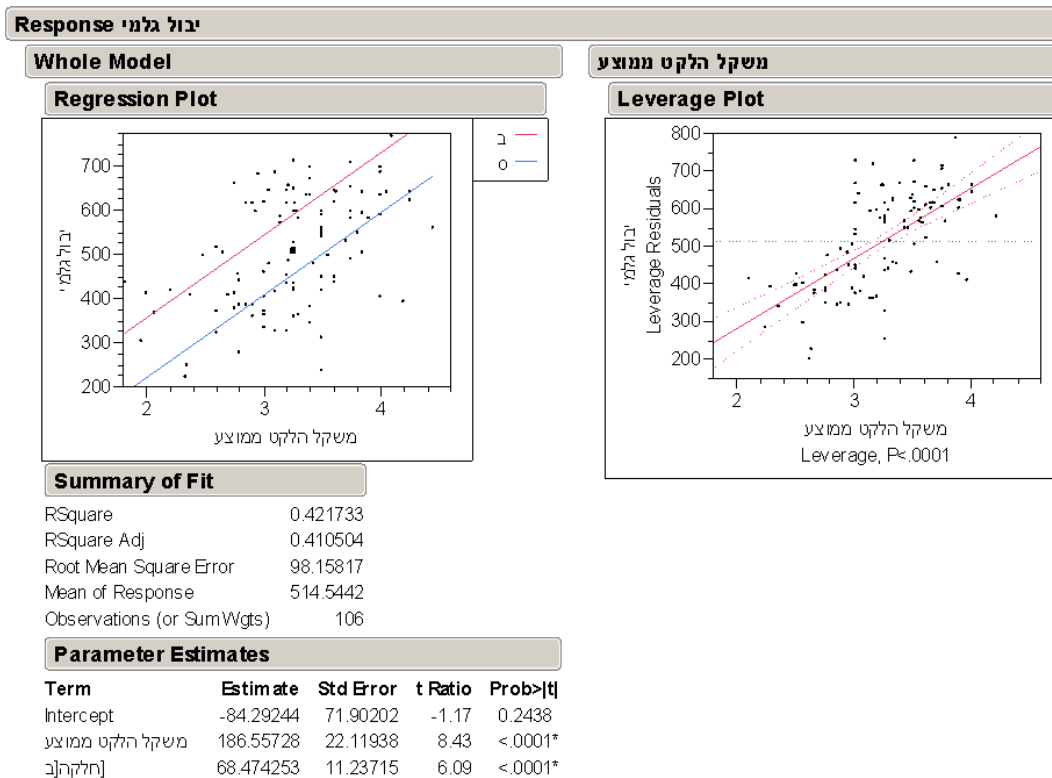 Response יבול גלמי
Whole Model
Regression Plot
700
600
500
400
300
200
יבול גלמי
2 3 4
משקל הלקט ממוצע
ב
ס
Summary of Fit
RSquare 0.421733
RSquare Adj 0.410504
Root Mean Square Error 98.15817
Mean of Response 514.5442
Observations (or Sum Wgts) 106
Parameter Estimates
Term Estimate Std Error t Ratio Prob>|t|
Intercept -84.29244 71.90202 -1.17 0.2438
משקל הלקט ממוצע 186.55728 22.11938 8.43 <.0001*
חלקה[ב] 68.474253 11.23715 6.09 <.0001*
משקל הלקט ממוצע
Leverage Plot
800
700
600
500
400
300
200
יבול גלמי
Leverage Residuals
2 3 4
משקל הלקט ממוצע
Leverage, P<.0001